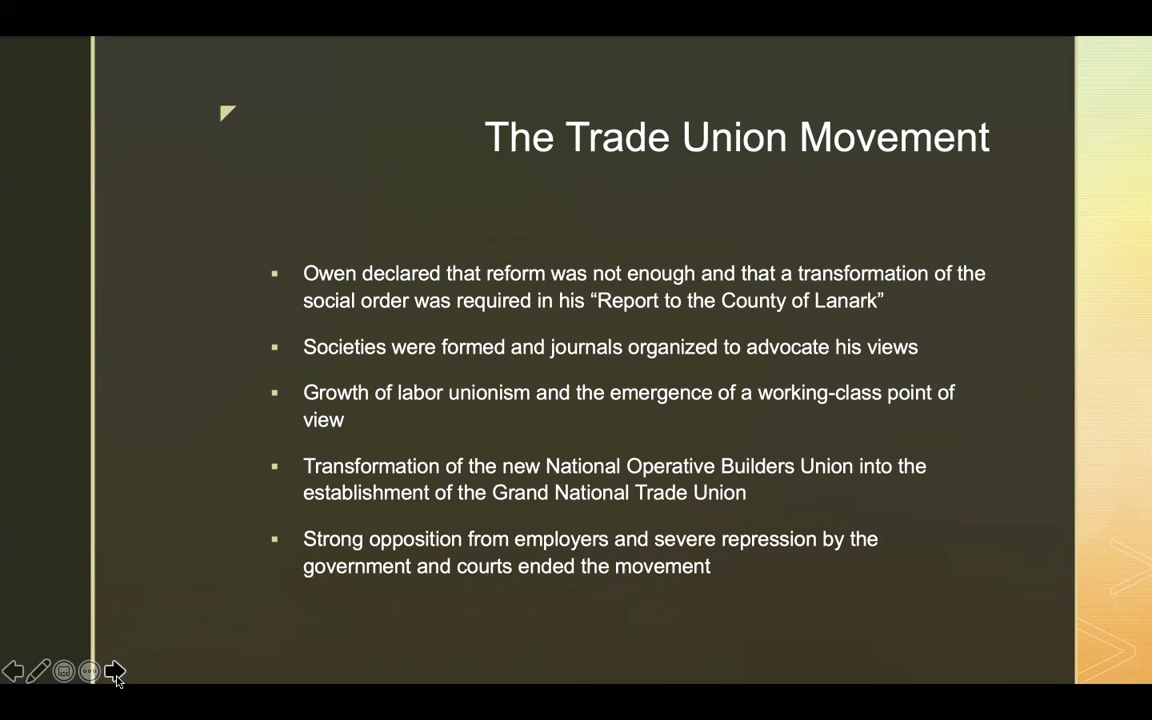 The Trade Union Movement
▪ Owen declared that reform was not enough and that a transformation of the
social order was required in his “Report to the County of Lanark”
▪ Societies were formed and journals organized to advocate his views
▪ Growth of labor unionism and the emergence of a working-class point of
view
▪ Transformation of the new National Operative Builders Union into the
establishment of the Grand National Trade Union
▪ Strong opposition from employers and severe repression by the
government and courts ended the movement